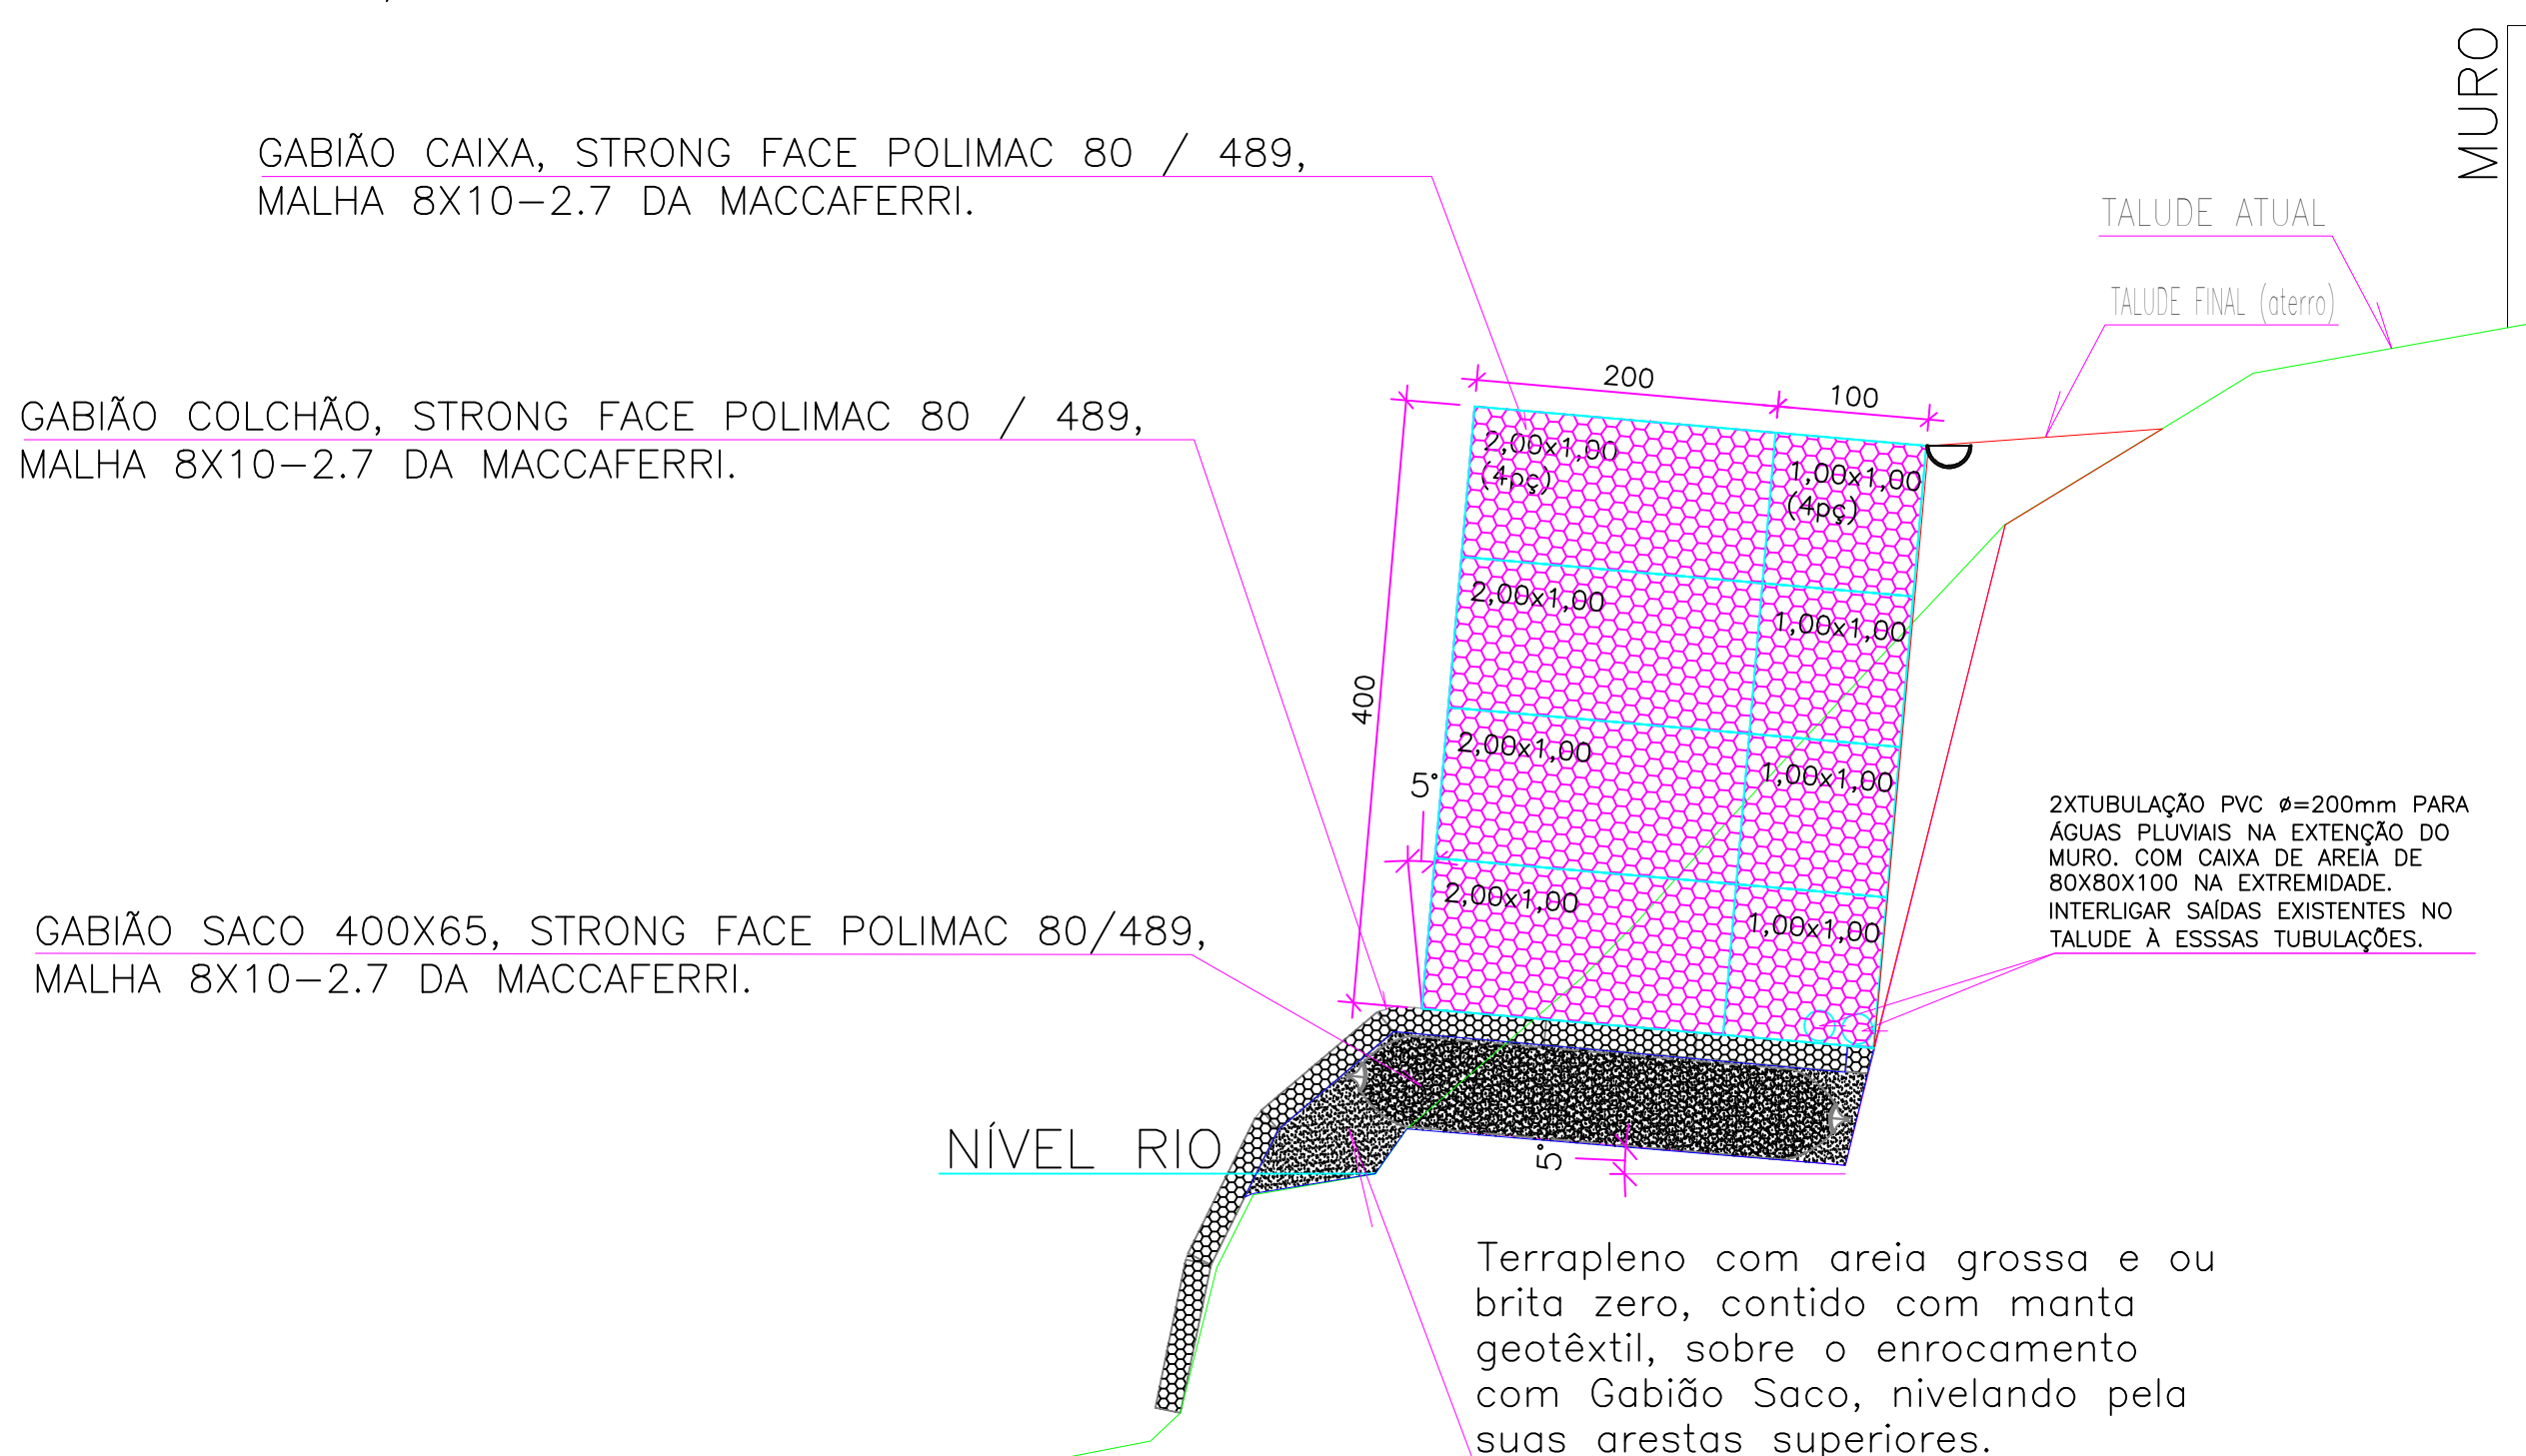 GABIÃO CAIXA, STRONG FACE POLIMAC 80 / 489,
MALHA 8X10-2.7 DA MACCAFERRI.
MURO
TALUDE ATUAL
TALUDE FINAL (aterro)
GABIÃO COLCHÃO, STRONG FACE POLIMAC 80 / 489,
MALHA 8X10-2.7 DA MACCAFERRI.
200
100
2,00x1,00
(4pç)
1,00x1,00
(4pç)
2,00x1,00
1,00x1,00
400
2,00x1,00
1,00x1,00
5°
2,00x1,00
1,00x1,00
2XTUBULAÇÃO PVC ø=200mm PARA
ÁGUAS PLUVIAIS NA EXTENÇÃO DO
MURO. COM CAIXA DE AREIA DE
80X80X100 NA EXTREMIDADE.
INTERLIGAR SAÍDAS EXISTENTES NO
TALUDE À ESSSAS TUBULAÇÕES.
GABIÃO SACO 400X65, STRONG FACE POLIMAC 80/489,
MALHA 8X10-2.7 DA MACCAFERRI.
NÍVEL RIO
5°
Terrapleno com areia grossa e ou
brita zero, contido com manta
geotêxtil, sobre o enrocamento
com Gabião Saco, nivelando pela
suas arestas superiores.